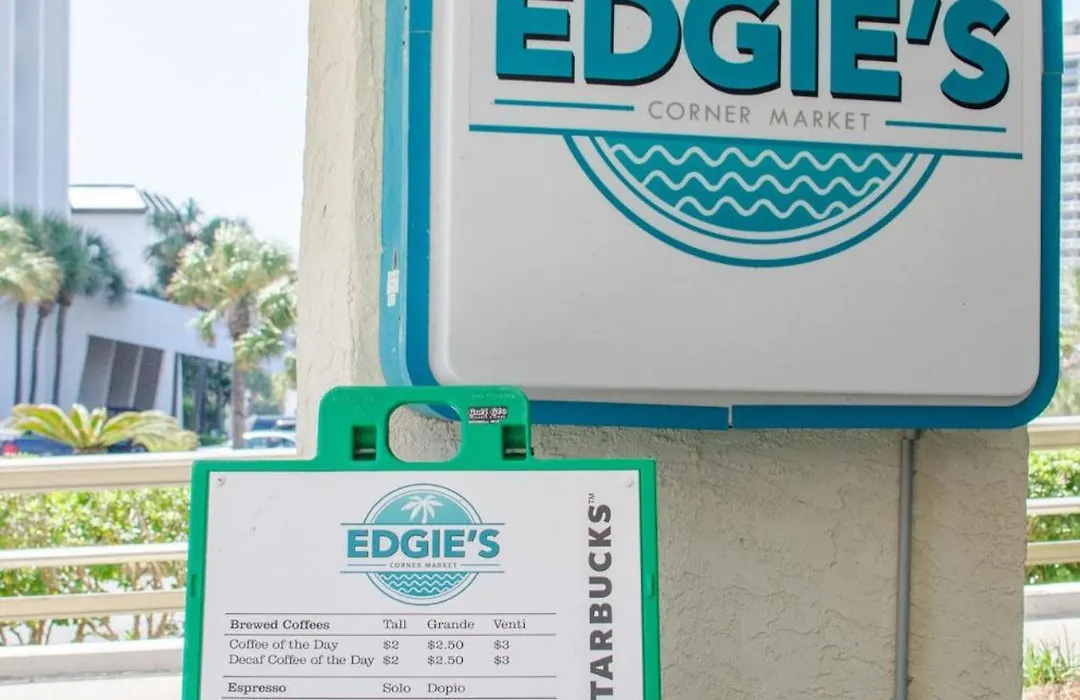 EDGIE'S
CORNER MARKET
EDGIE'S
CORNER MARKET
STARBUCKS™
Brewed Coffees Tall Grande Venti
Coffee of the Day $2 $2.50 $3
Decaf Coffee of the Day $2 $2.50 $3
Espresso Solo Dopio